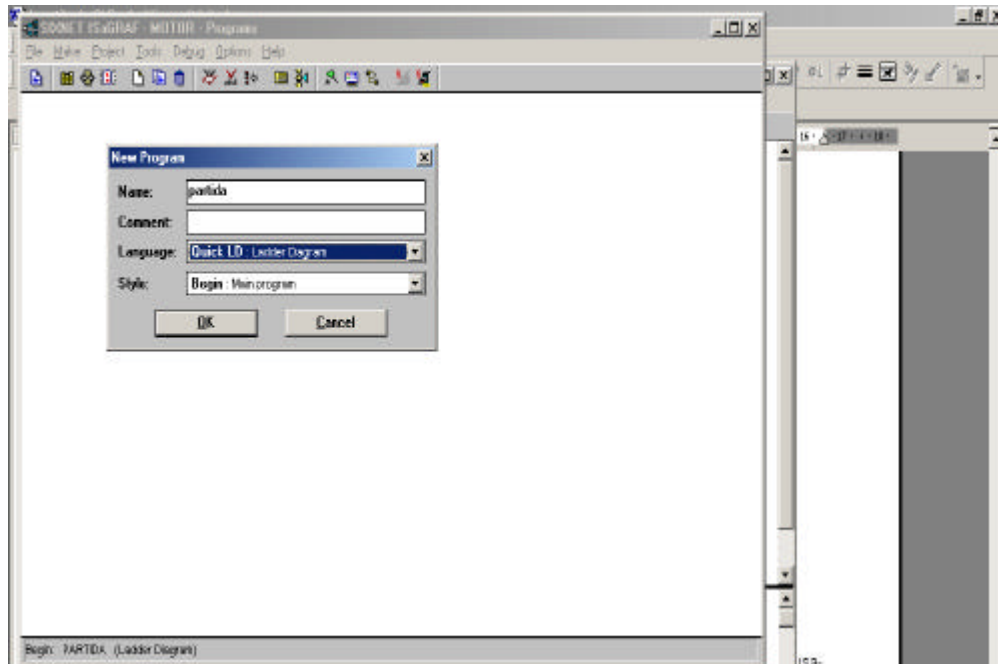 SIXNET ISaGRAF - MOTOR - Programs
File Make Project Tools Debug Options Help
New Program
Name: partida
Comment:
Language: Quick LD : Ladder Diagram
Style: Begin : Main program
OK Cancel
Begin: PARTIDA (Ladder Diagram)